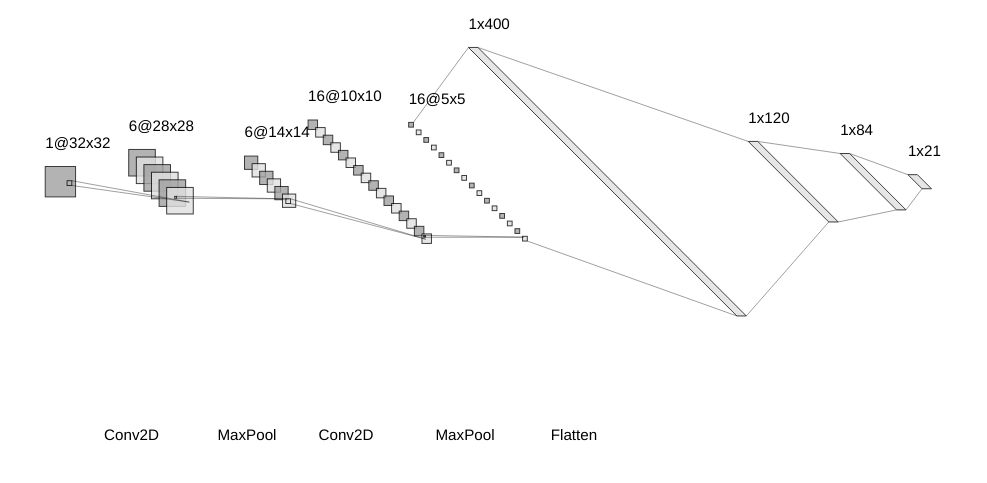 1x400
16@10x10
16@5x5
1x120
6@28x28
6@14x14
1x84
1@32x32
1x21
Conv2D
MaxPool
Conv2D
MaxPool
Flatten